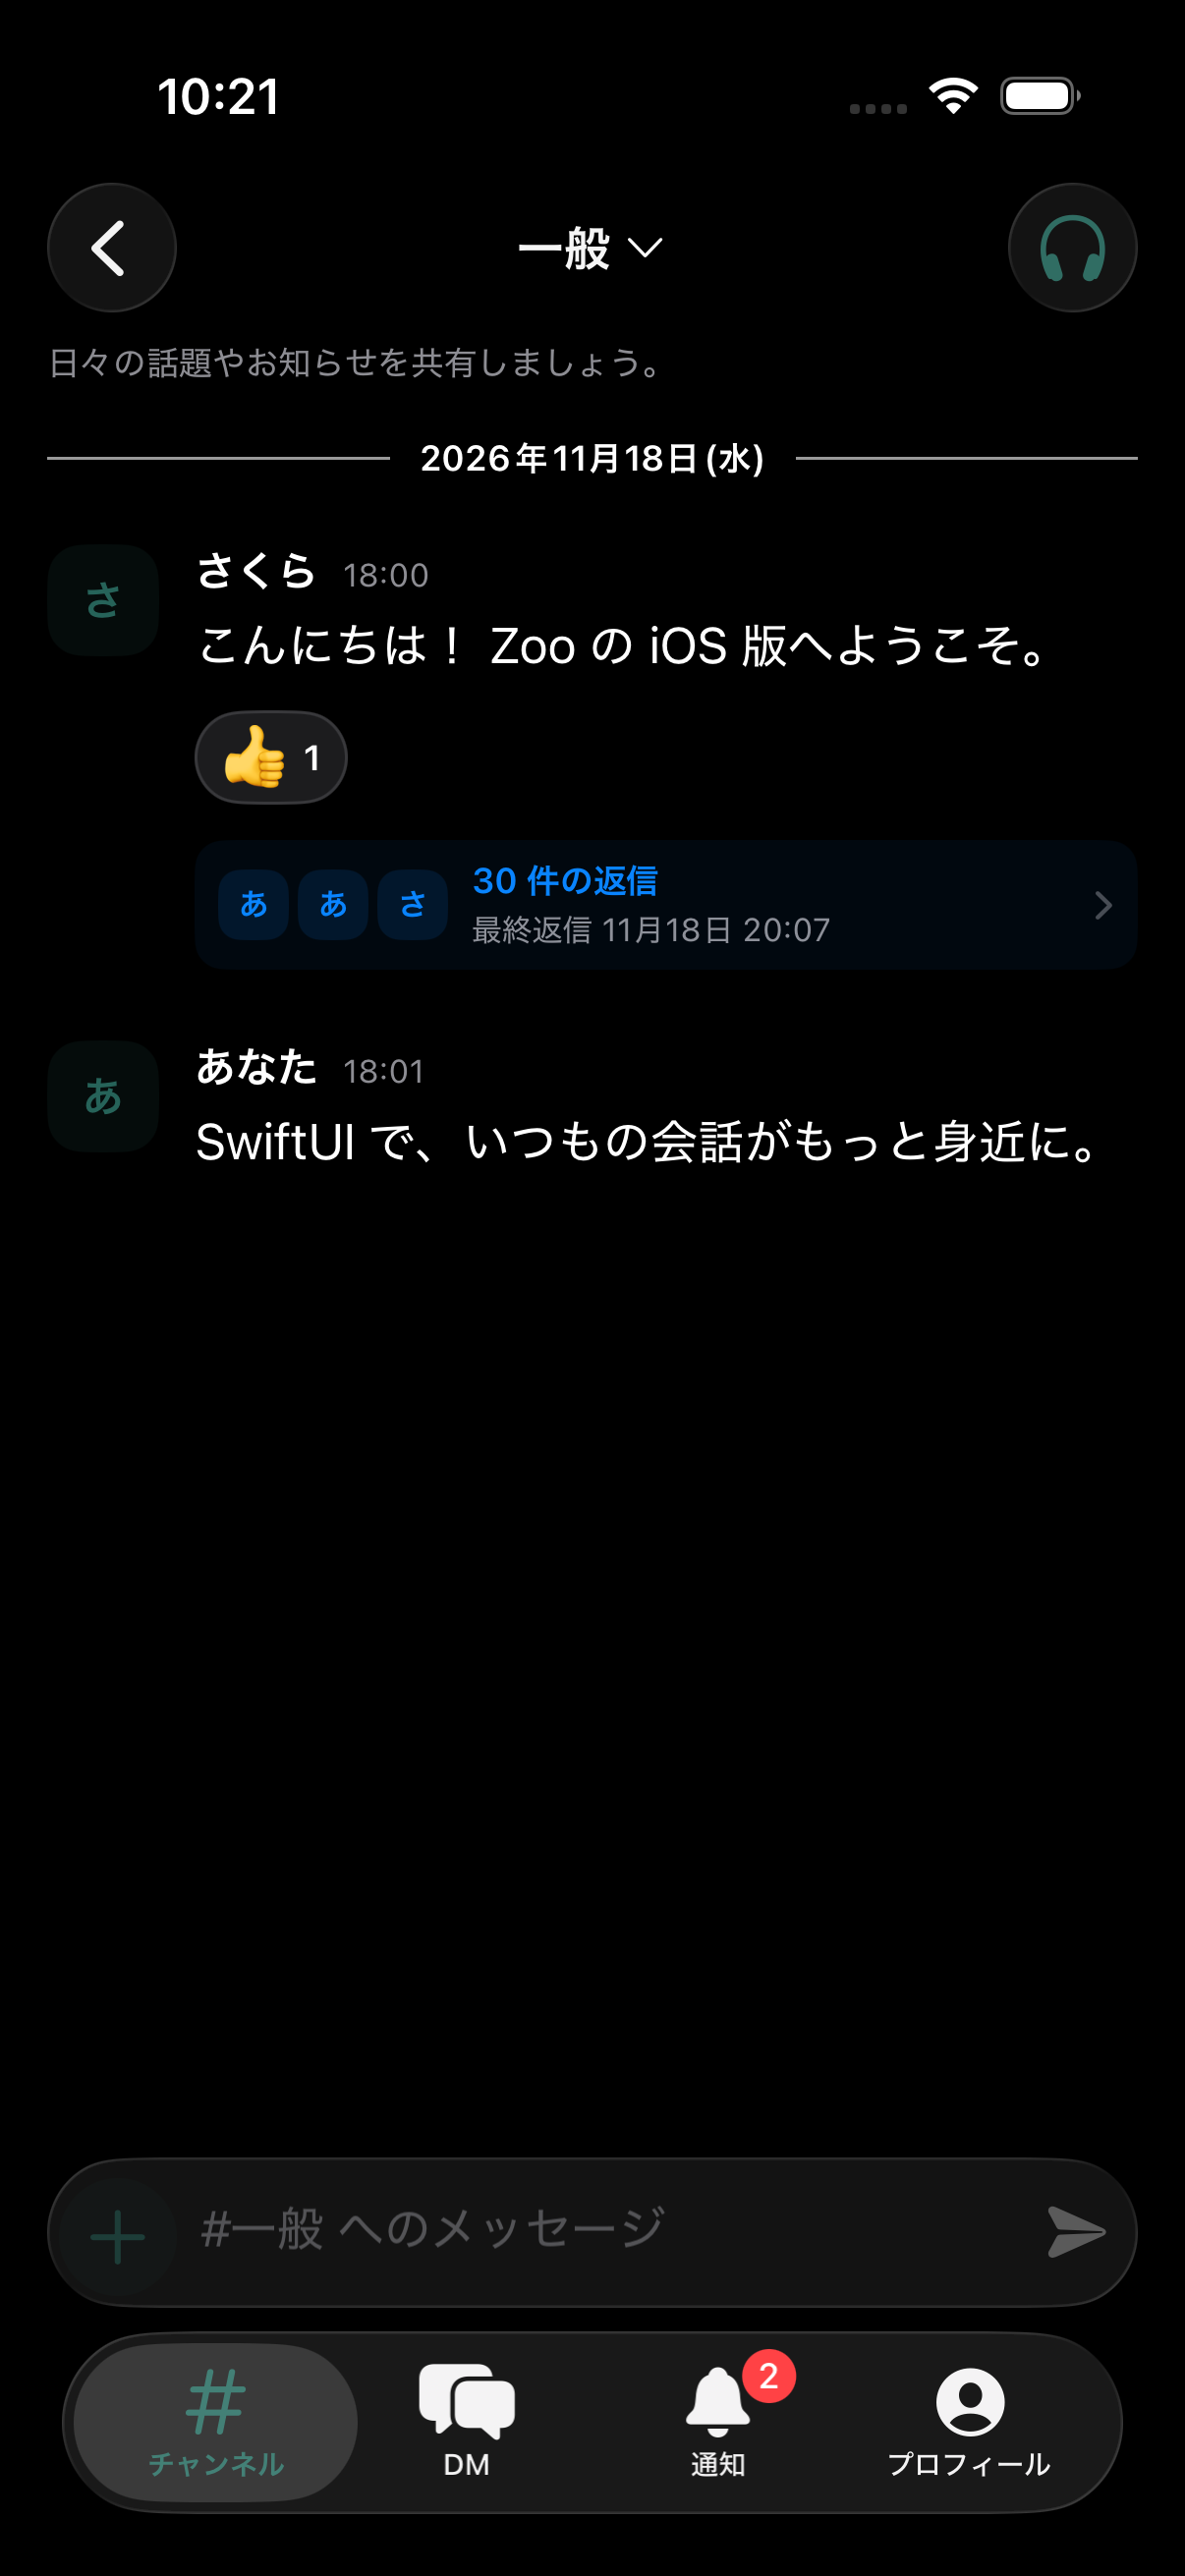 10:21
一般
日々の話題やお知らせを共有しましょう。
2026年11月18日(水)
さ
さくら 18:00
こんにちは！ Zoo の iOS 版へようこそ。
👍 1
あ あ さ
30 件の返信
最終返信 11月18日 20:07
あ
あなた 18:01
SwiftUI で、いつもの会話がもっと身近に。
#一般 へのメッセージ
2
チャンネル DM 通知 プロフィール